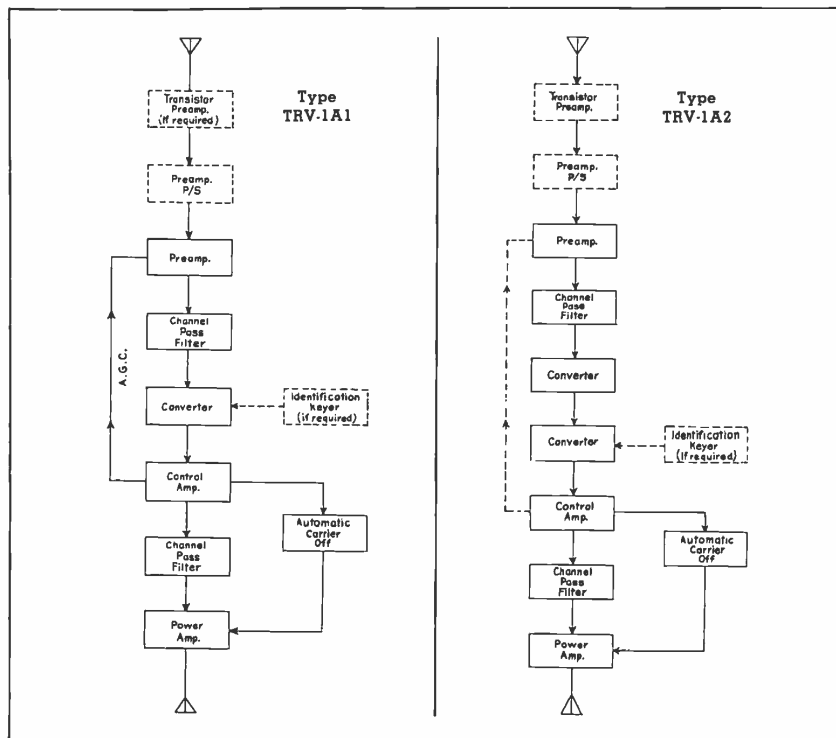 Type
TRV-1A1
Transistor
Preamp.
(If required)
Preamp.
P/S
Preamp.
Channel
Pass
Filter
A.G.C.
Converter
Identification
Keyer
(if required)
Control
Amp.
Automatic
Carrier
Off
Channel
Pass
Filter
Power
Amp.
Type
TRV-1A2
Transistor
Preamp.
Preamp.
P/S
Preamp.
Channel
Pass
Filter
Converter
Converter
Identification
Keyer
(If required)
Control
Amp.
Automatic
Carrier
Off
Channel
Pass
Filter
Power
Amp.